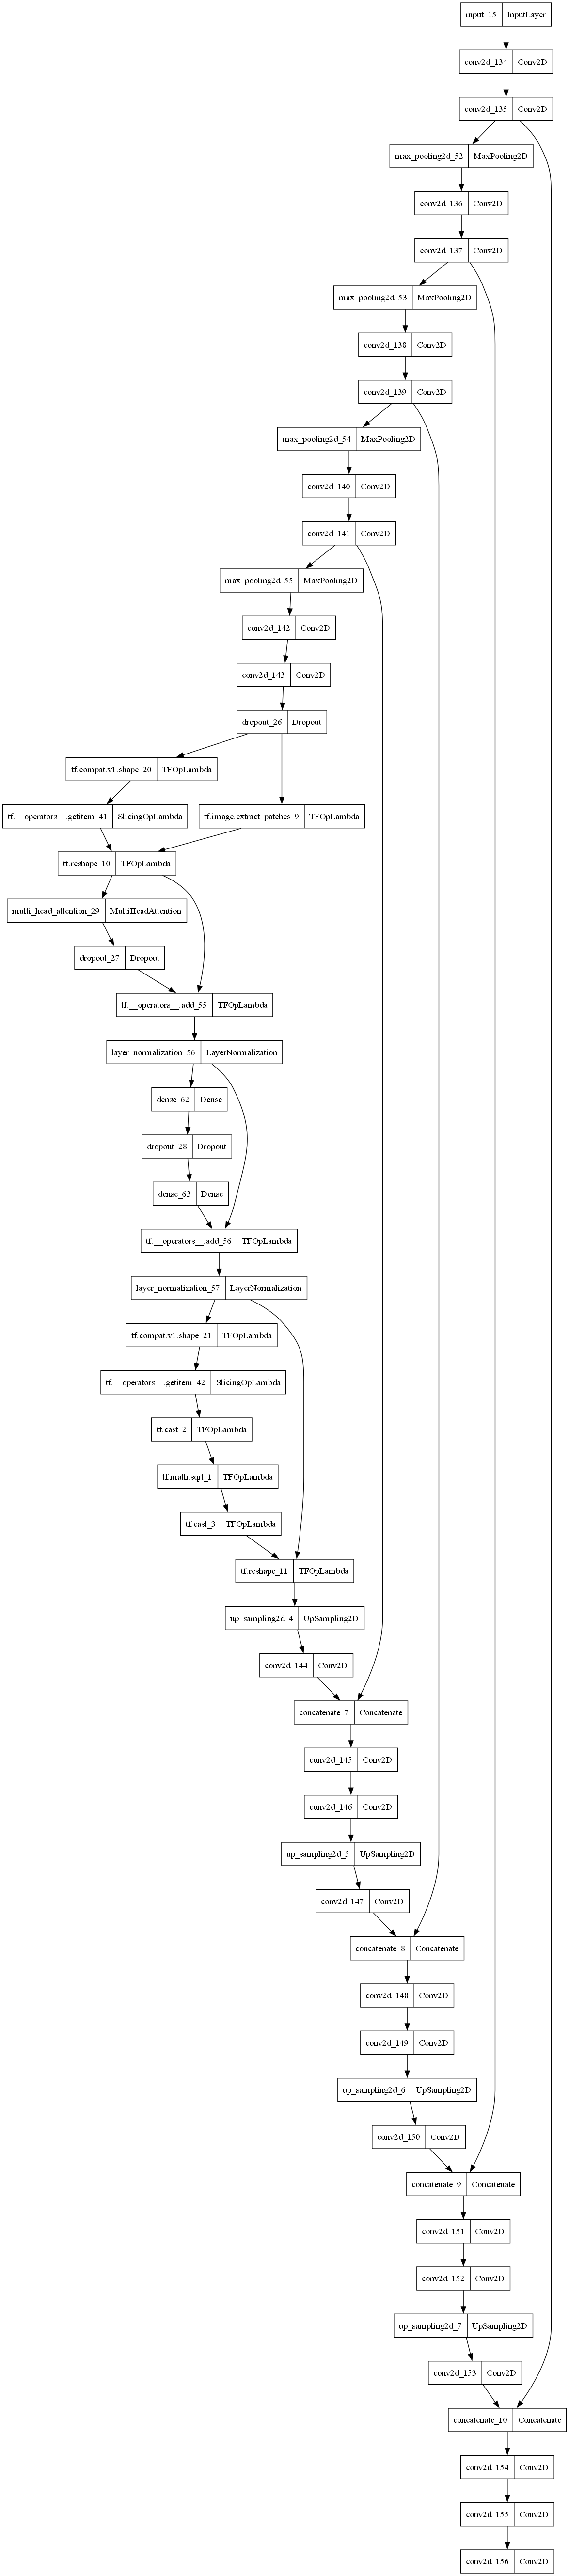 input_15 InputLayer
conv2d_134 Conv2D
conv2d_135 Conv2D
max_pooling2d_52 MaxPooling2D
conv2d_136 Conv2D
conv2d_137 Conv2D
max_pooling2d_53 MaxPooling2D
conv2d_138 Conv2D
conv2d_139 Conv2D
max_pooling2d_54 MaxPooling2D
conv2d_140 Conv2D
conv2d_141 Conv2D
max_pooling2d_55 MaxPooling2D
conv2d_142 Conv2D
conv2d_143 Conv2D
dropout_26 Dropout
tf.compat.v1.shape_20 TFOpLambda
tf.__operators__.getitem_41 SlicingOpLambda
tf.image.extract_patches_9 TFOpLambda
tf.reshape_10 TFOpLambda
multi_head_attention_29 MultiHeadAttention
dropout_27 Dropout
tf.__operators__.add_55 TFOpLambda
layer_normalization_56 LayerNormalization
dense_62 Dense
dropout_28 Dropout
dense_63 Dense
tf.__operators__.add_56 TFOpLambda
layer_normalization_57 LayerNormalization
tf.compat.v1.shape_21 TFOpLambda
tf.__operators__.getitem_42 SlicingOpLambda
tf.cast_2 TFOpLambda
tf.math.sqrt_1 TFOpLambda
tf.cast_3 TFOpLambda
tf.reshape_11 TFOpLambda
up_sampling2d_4 UpSampling2D
conv2d_144 Conv2D
concatenate_7 Concatenate
conv2d_145 Conv2D
conv2d_146 Conv2D
up_sampling2d_5 UpSampling2D
conv2d_147 Conv2D
concatenate_8 Concatenate
conv2d_148 Conv2D
conv2d_149 Conv2D
up_sampling2d_6 UpSampling2D
conv2d_150 Conv2D
concatenate_9 Concatenate
conv2d_151 Conv2D
conv2d_152 Conv2D
up_sampling2d_7 UpSampling2D
conv2d_153 Conv2D
concatenate_10 Concatenate
conv2d_154 Conv2D
conv2d_155 Conv2D
conv2d_156 Conv2D